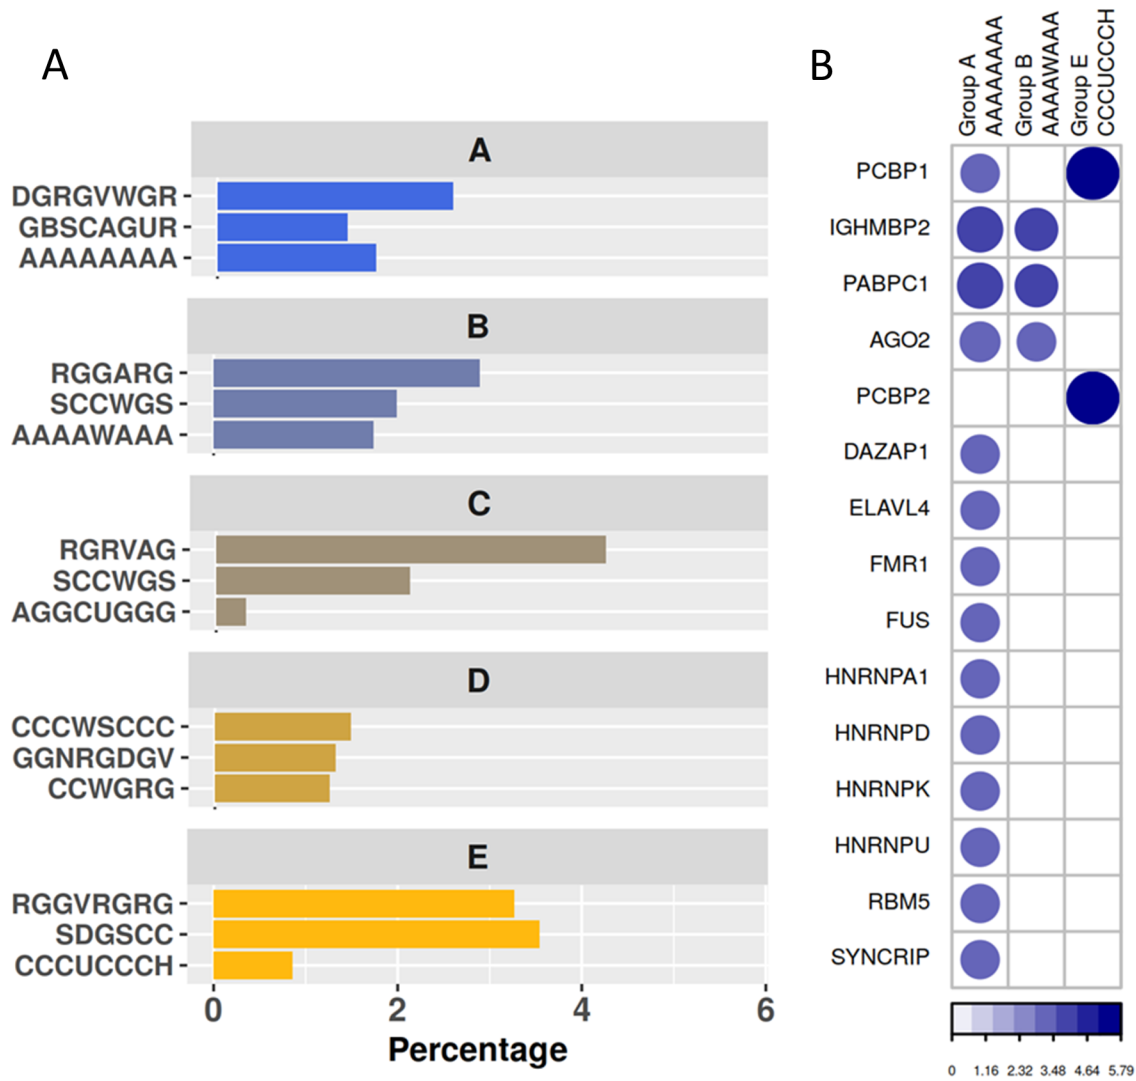 A
A
DGRGVWGR
GBSCAGUR
AAAAAAAA
B
RGGARG
SCCWGS
AAAAWAAA
C
RGRVAG
SCCWGS
AGGCUGGG
D
CCCWSCCC
GGNRGDGV
CCWGRG
E
RGGVRGRG
SDGSCC
CCCUCCCH
0 2 4 6
Percentage
B
Group A
AAAAAAAA
Group B
AAAAWAAA
Group E
CCCUCCCH
PCBP1
IGHMBP2
PABPC1
AGO2
PCBP2
DAZAP1
ELAVL4
FMR1
FUS
HNRNPA1
HNRNPD
HNRNPK
HNRNPU
RBM5
SYNCRIP
0 1.16 2.32 3.48 4.64 5.79